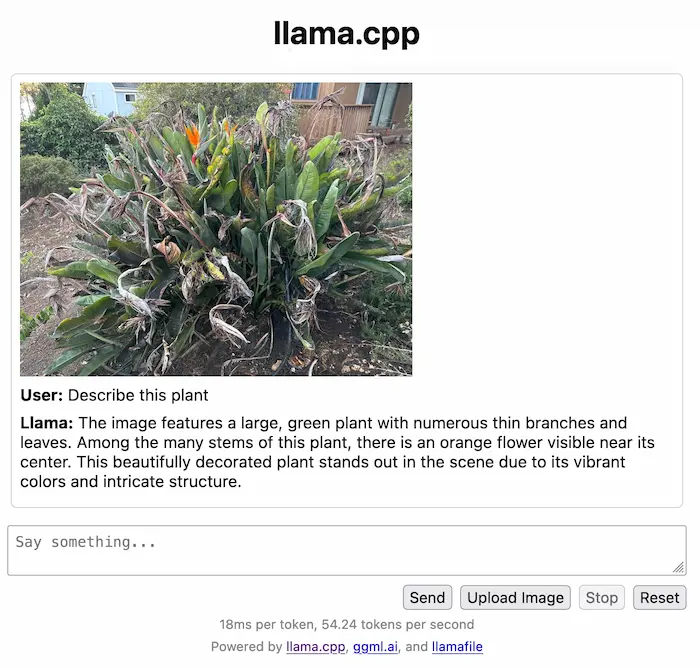 llama.cpp
User: Describe this plant
Llama: The image features a large, green plant with numerous thin branches and
leaves. Among the many stems of this plant, there is an orange flower visible near its
center. This beautifully decorated plant stands out in the scene due to its vibrant
colors and intricate structure.
Say something...
Send Upload Image Stop Reset
18ms per token, 54.24 tokens per second
Powered by llama.cpp, ggml.ai, and llamafile